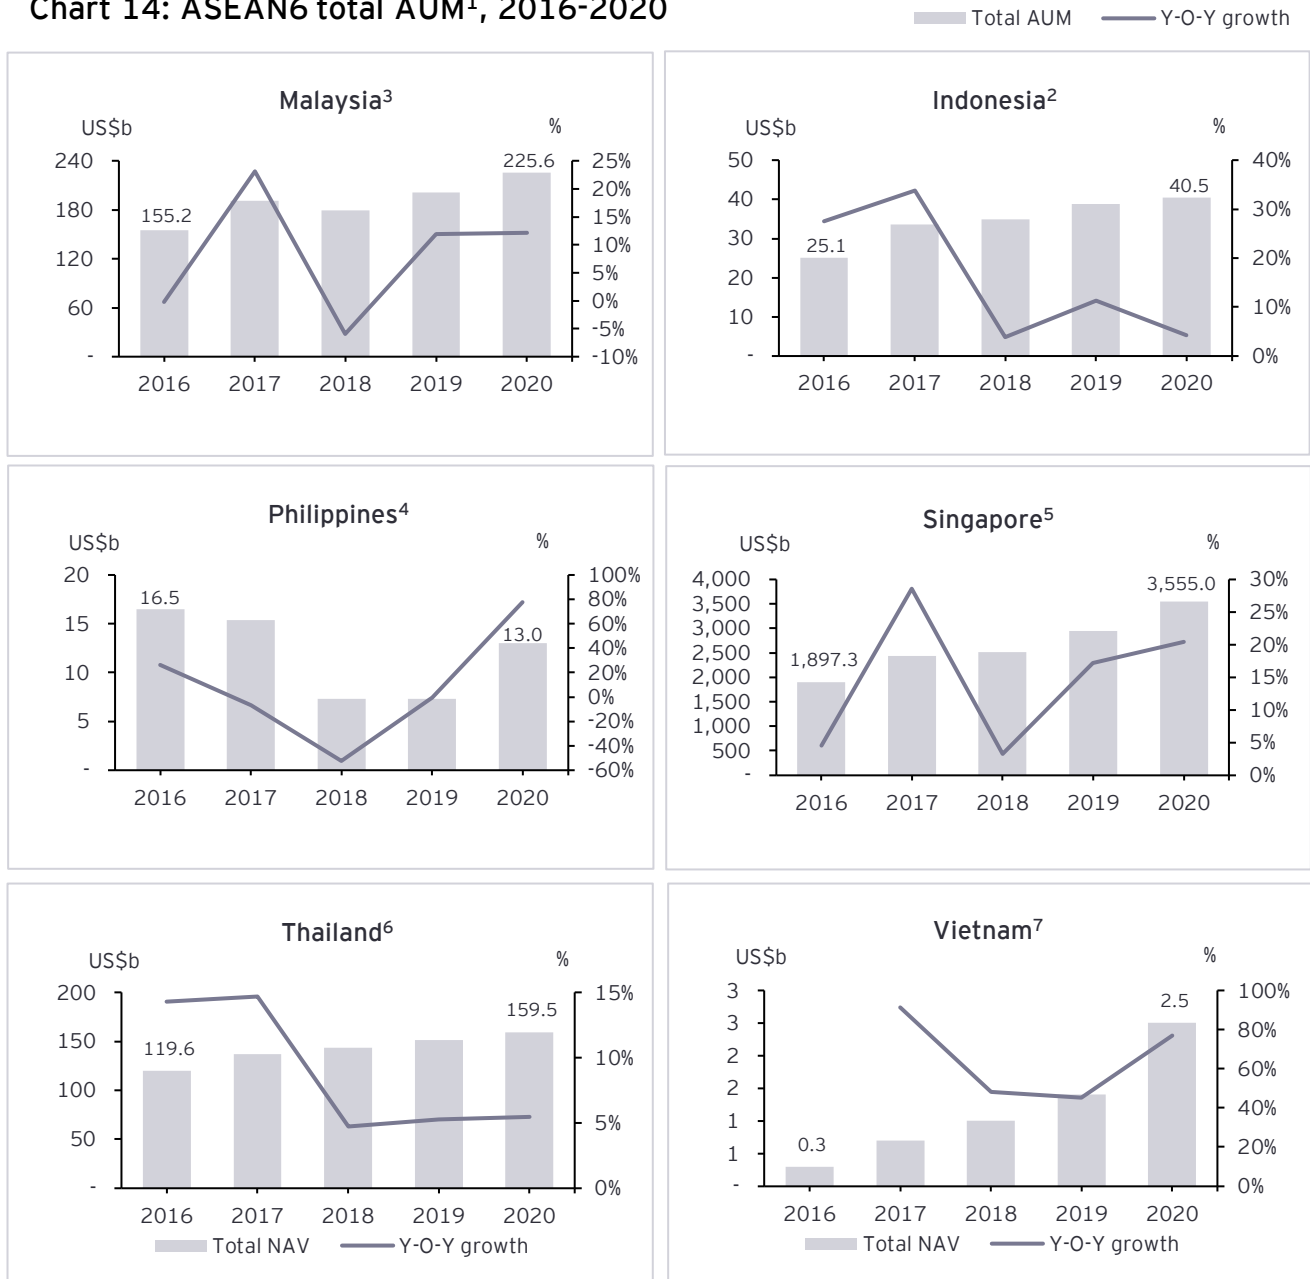 Chart 14: ASEAN6 total AUM¹, 2016-2020
Total AUM Y-O-Y growth
Malaysia³
US$b %
240 225.6 25%
20%
180 155.2 15%
120 10%
5%
60 0%
-5%
- -10%
2016 2017 2018 2019 2020
Indonesia²
US$b %
50 40%
40 40.5
30 25.1 30%
20 20%
10 10%
- 0%
2016 2017 2018 2019 2020
Philippines⁴
US$b %
20 100%
16.5 80%
15 60%
13.0 40%
10 20%
0%
5 -20%
-40%
- -60%
2016 2017 2018 2019 2020
Singapore⁵
US$b %
4,000 3,555.0 30%
3,500 25%
3,000
2,500 1,897.3 20%
2,000 15%
1,500
1,000 10%
500 5%
- 0%
2016 2017 2018 2019 2020
Thailand⁶
US$b %
200 159.5 15%
150 119.6
100 10%
50 5%
- 0%
2016 2017 2018 2019 2020
Total NAV Y-O-Y growth
Vietnam⁷
US$b %
3 2.5 100%
3 80%
2
2 60%
1 0.3 40%
1 20%
- 0%
2016 2017 2018 2019 2020
Total NAV Y-O-Y growth